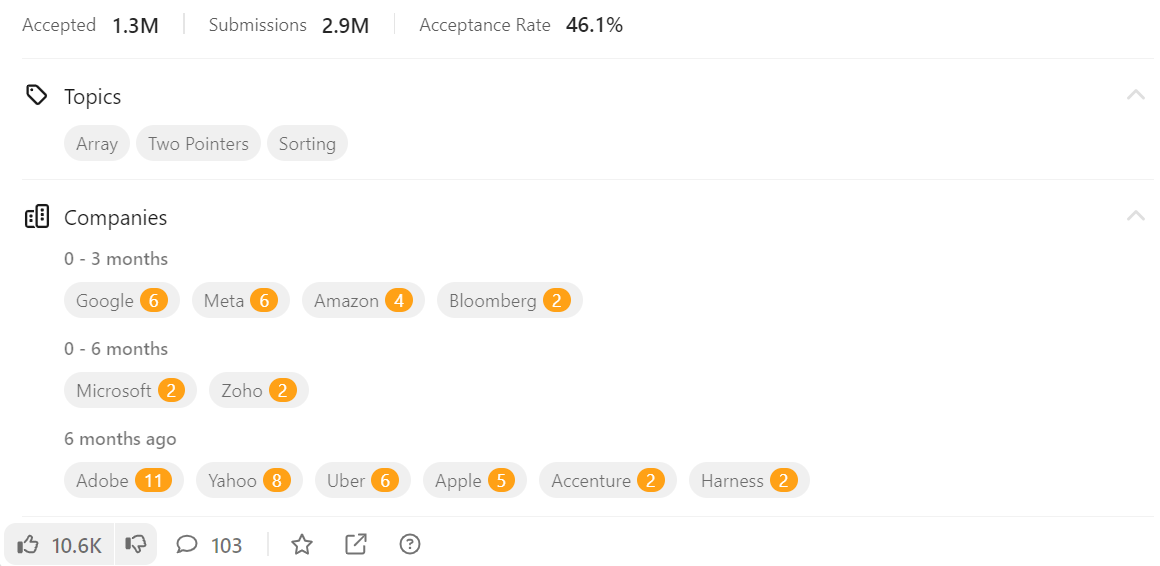 Accepted 1.3M Submissions 2.9M Acceptance Rate 46.1%
Topics
Array Two Pointers Sorting
Companies
0 - 3 months
Google 6 Meta 6 Amazon 4 Bloomberg 2
0 - 6 months
Microsoft 2 Zoho 2
6 months ago
Adobe 11 Yahoo 8 Uber 6 Apple 5 Accenture 2 Harness 2
10.6K 103